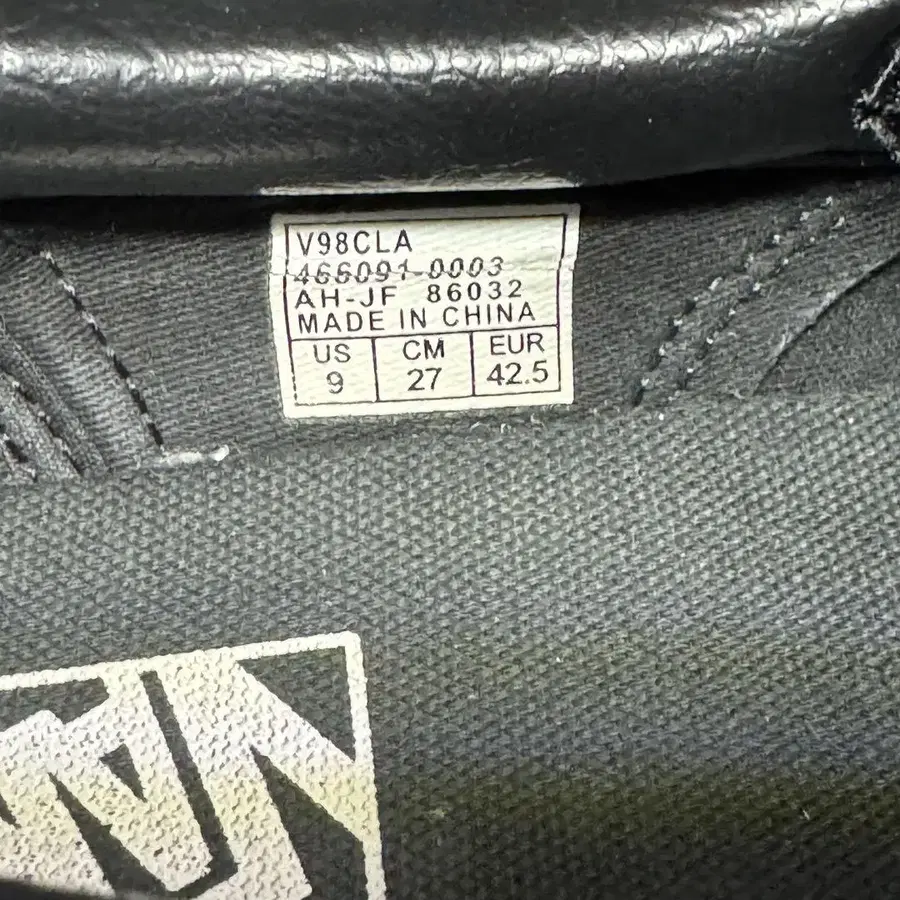 V98CLA
466091-0003
AH-JF 86032
MADE IN CHINA
US CM EUR
9 27 42.5